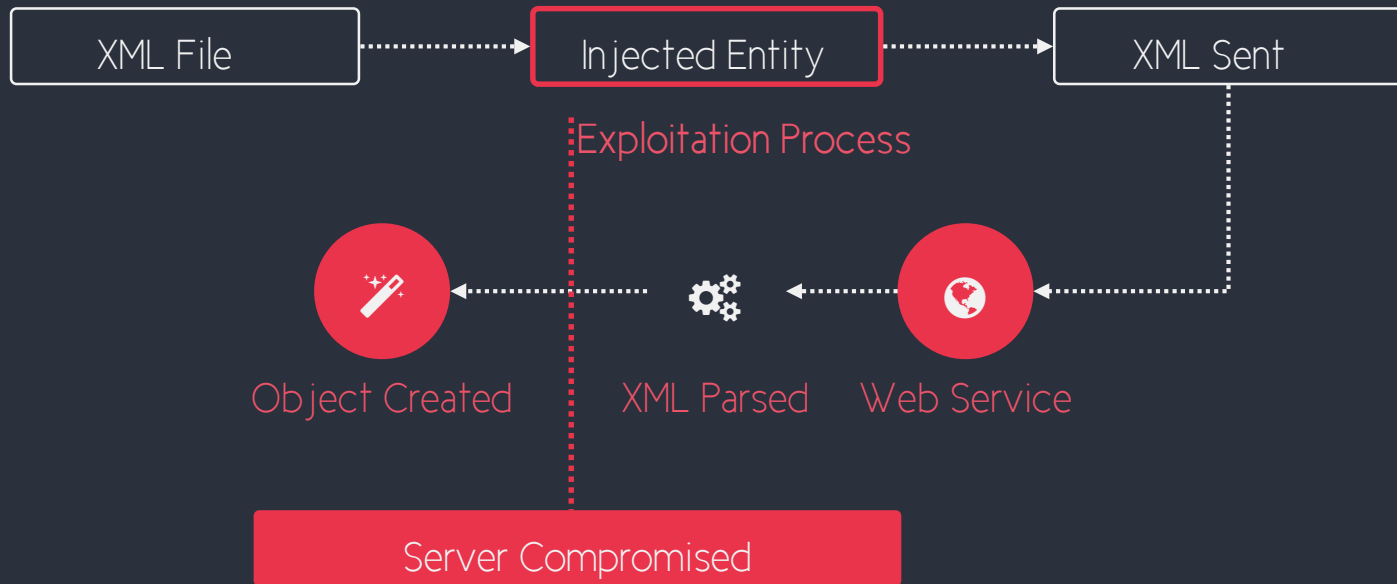 XML File
Injected Entity
XML Sent
Exploitation Process
Object Created
XML Parsed
Web Service
Server Compromised